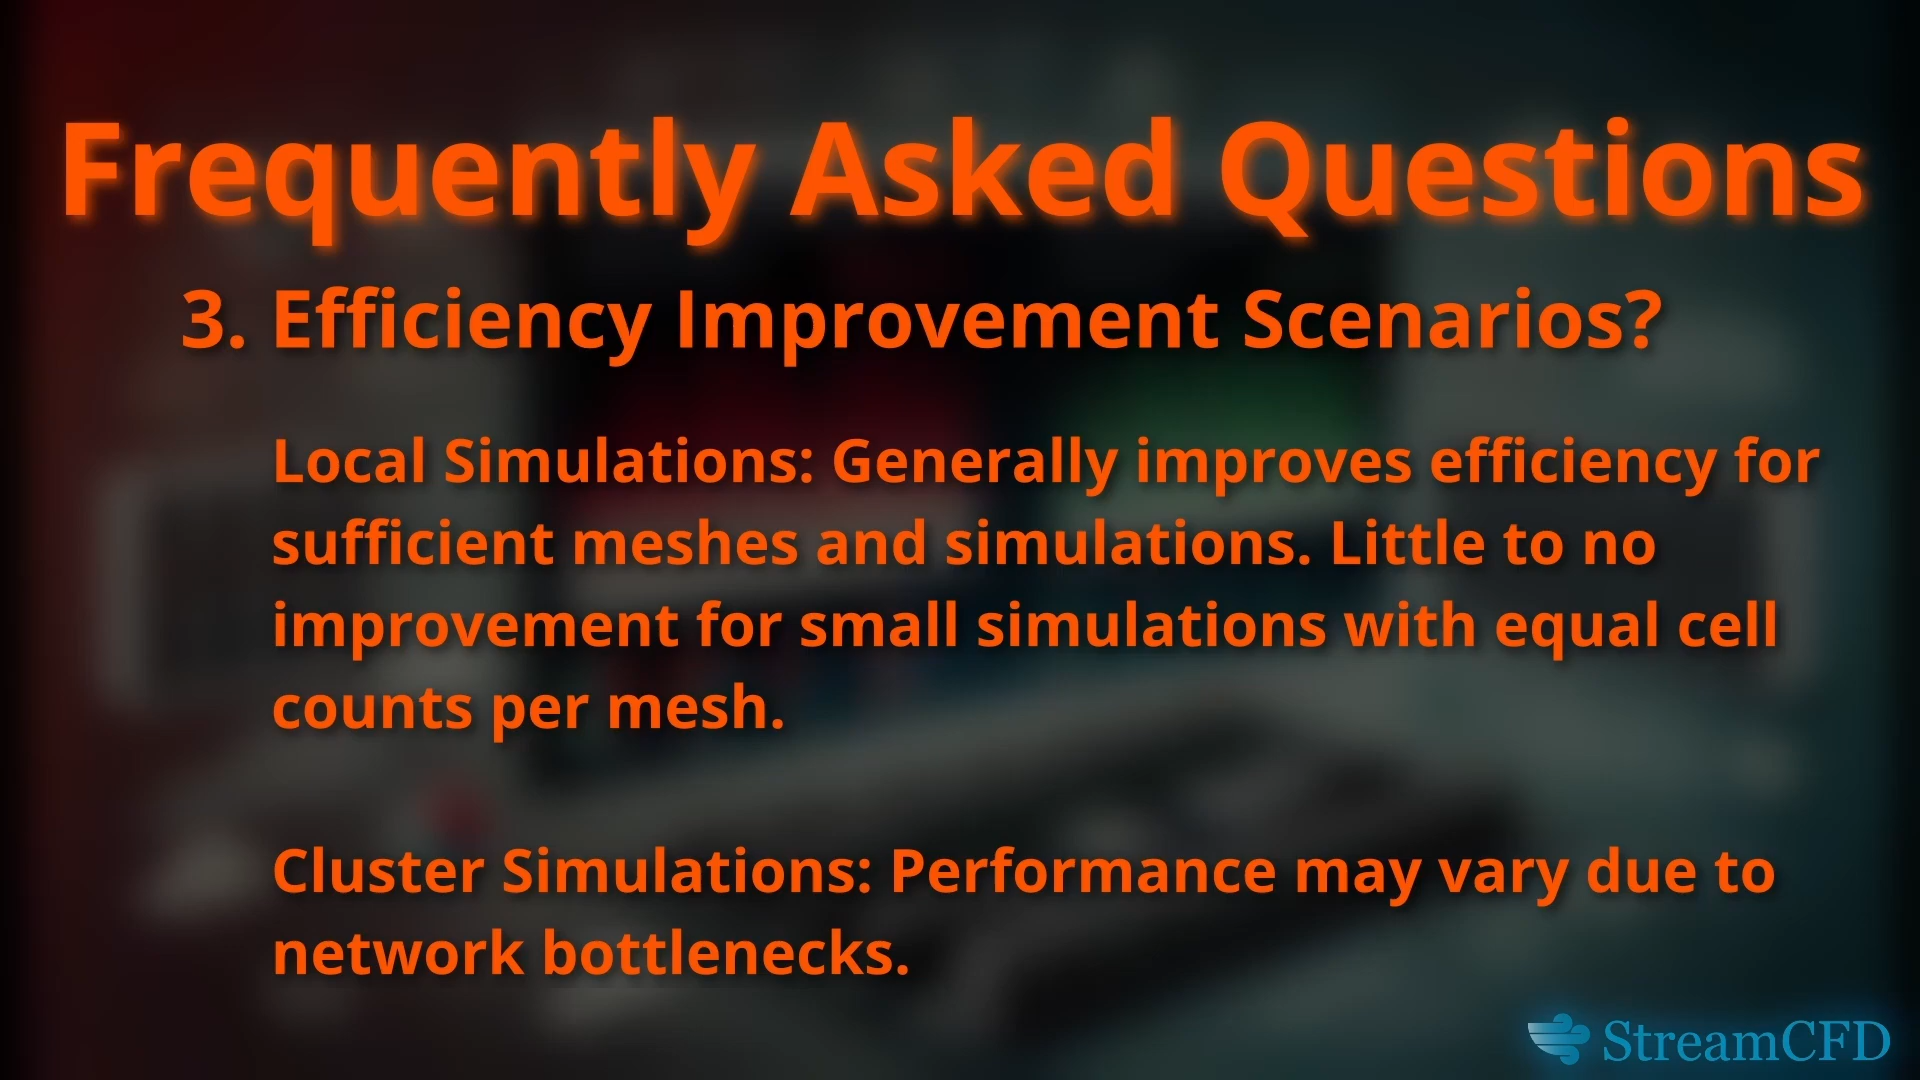 Frequently Asked Questions
3. Efficiency Improvement Scenarios?
Local Simulations: Generally improves efficiency for
sufficient meshes and simulations. Little to no
improvement for small simulations with equal cell
counts per mesh.
Cluster Simulations: Performance may vary due to
network bottlenecks.
StreamCFD